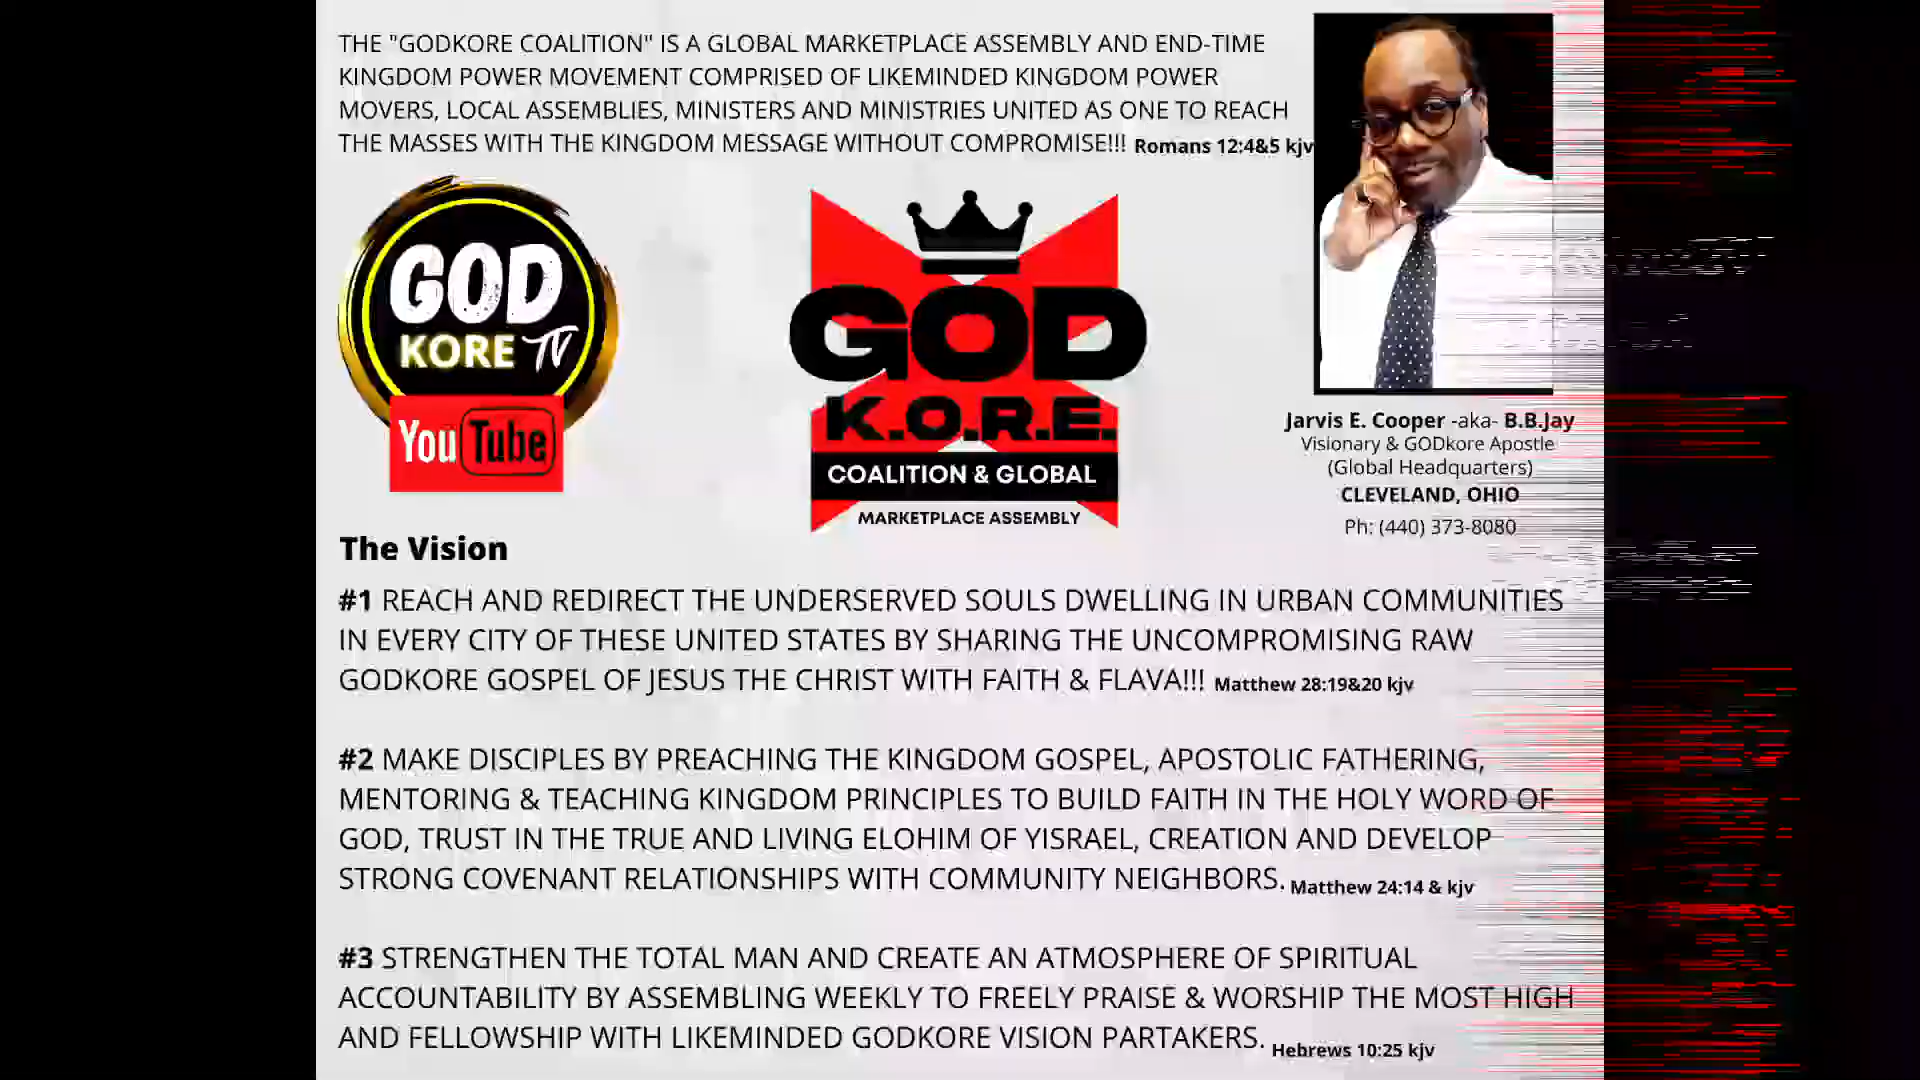 THE "GODKORE COALITION" IS A GLOBAL MARKETPLACE ASSEMBLY AND END-TIME
KINGDOM POWER MOVEMENT COMPRISED OF LIKEMINDED KINGDOM POWER
MOVERS, LOCAL ASSEMBLIES, MINISTERS AND MINISTRIES UNITED AS ONE TO REACH
THE MASSES WITH THE KINGDOM MESSAGE WITHOUT COMPROMISE!!! Romans 12:4&5 kjv
GOD
KORE TV
YouTube
GOD
K.O.R.E.
COALITION & GLOBAL
MARKETPLACE ASSEMBLY
Jarvis E. Cooper -aka- B.B.Jay
Visionary & GODkore Apostle
(Global Headquarters)
CLEVELAND, OHIO
Ph: (440) 373-8080
The Vision
#1 REACH AND REDIRECT THE UNDERSERVED SOULS DWELLING IN URBAN COMMUNITIES
IN EVERY CITY OF THESE UNITED STATES BY SHARING THE UNCOMPROMISING RAW
GODKORE GOSPEL OF JESUS THE CHRIST WITH FAITH & FLAVA!!! Matthew 28:19&20 kjv
#2 MAKE DISCIPLES BY PREACHING THE KINGDOM GOSPEL, APOSTOLIC FATHERING,
MENTORING & TEACHING KINGDOM PRINCIPLES TO BUILD FAITH IN THE HOLY WORD OF
GOD, TRUST IN THE TRUE AND LIVING ELOHIM OF YISRAEL, CREATION AND DEVELOP
STRONG COVENANT RELATIONSHIPS WITH COMMUNITY NEIGHBORS. Matthew 24:14 & kjv
#3 STRENGTHEN THE TOTAL MAN AND CREATE AN ATMOSPHERE OF SPIRITUAL
ACCOUNTABILITY BY ASSEMBLING WEEKLY TO FREELY PRAISE & WORSHIP THE MOST HIGH
AND FELLOWSHIP WITH LIKEMINDED GODKORE VISION PARTAKERS. Hebrews 10:25 kjv